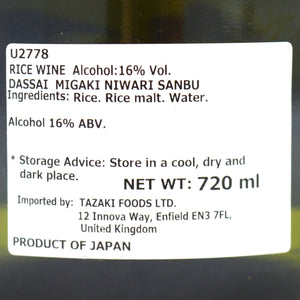 U2778
RICE WINE Alcohol:16% Vol.
DASSAI MIGAKI NIWARI SANBU
Ingredients: Rice. Rice malt. Water.
Alcohol 16% ABV.
* Storage Advice: Store in a cool, dry and
dark place.
NET WT: 720 ml
Imported by: TAZAKI FOODS LTD.
12 Innova Way, Enfield EN3 7FL,
United Kingdom
PRODUCT OF JAPAN